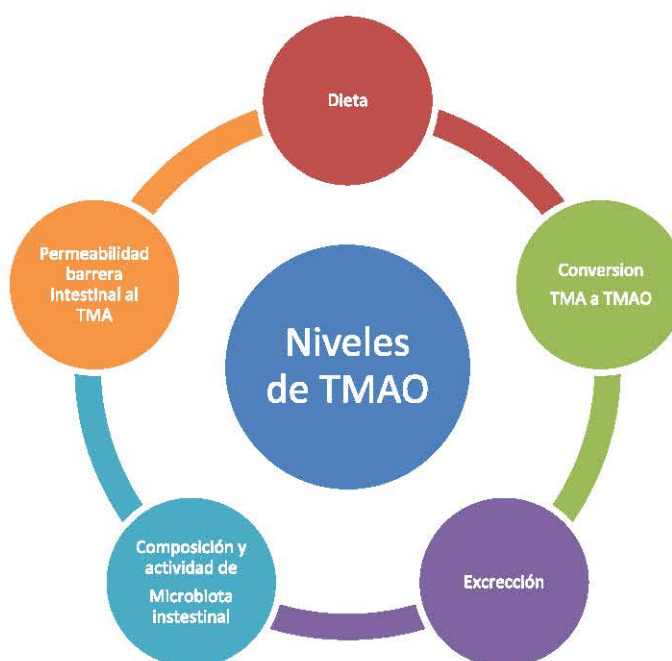 Dieta
Conversion
TMA a TMAO
Excrección
Composición y
actividad de
Microbiota
instestinal
Permeabilidad
barrera
intestinal al
TMA
Niveles
de TMAO